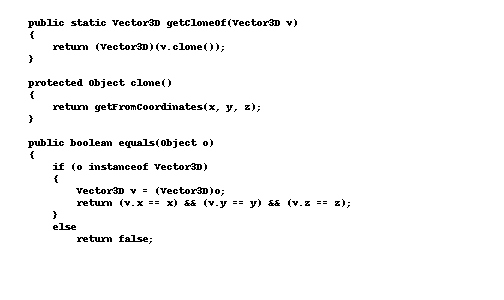 public static Vector3D getCloneOf(Vector3D v)
{
return (Vector3D)(v.clone());
}
protected Object clone()
{
return getFromCoordinates(x, y, z);
}
public boolean equals(Object o)
{
if (o instanceof Vector3D)
{
Vector3D v = (Vector3D)o;
return (v.x == x) && (v.y == y) && (v.z == z);
}
else
return false;